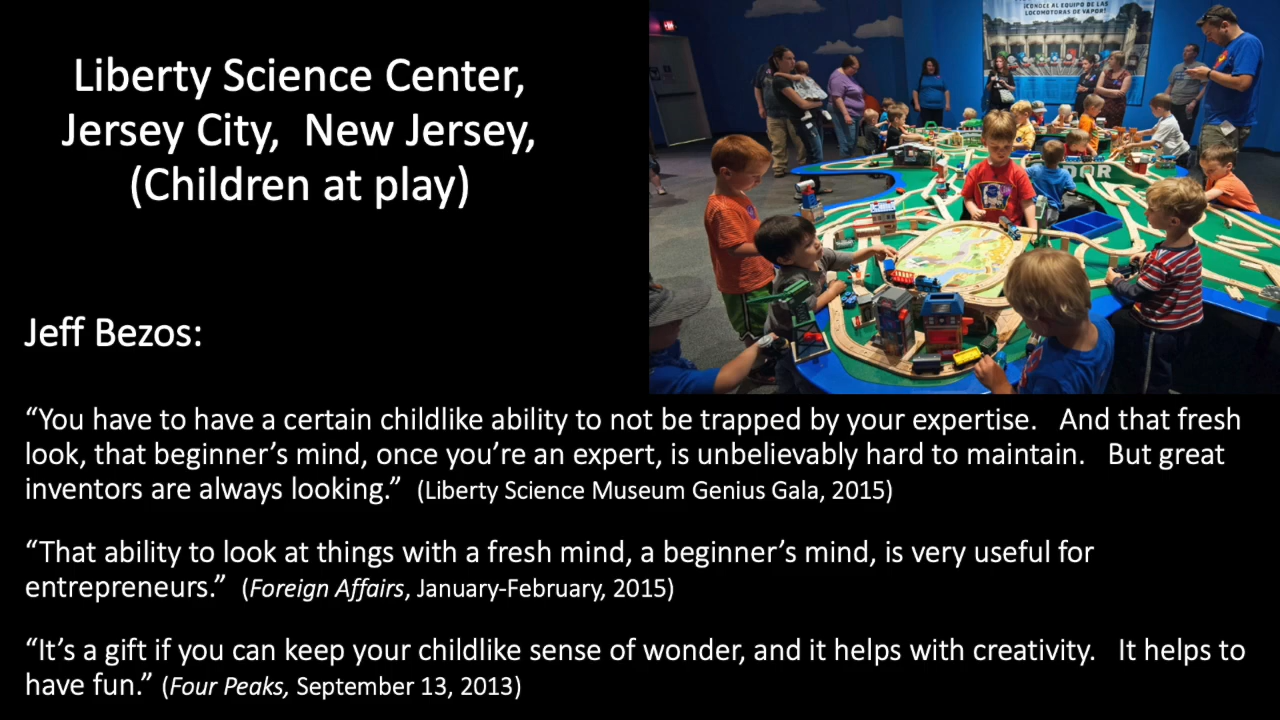 Liberty Science Center,
Jersey City,  New Jersey,
(Children at play)
¡CONOCE AL EQUIPO DE LAS
LOCOMOTORAS DE VAPOR!
Jeff Bezos:
“You have to have a certain childlike ability to not be trapped by your expertise.   And that fresh
look, that beginner’s mind, once you’re an expert, is unbelievably hard to maintain.   But great
inventors are always looking.”  (Liberty Science Museum Genius Gala, 2015)
“That ability to look at things with a fresh mind, a beginner’s mind, is very useful for
entrepreneurs.”  (Foreign Affairs, January-February, 2015)
“It’s a gift if you can keep your childlike sense of wonder, and it helps with creativity.   It helps to
have fun.” (Four Peaks, September 13, 2013)